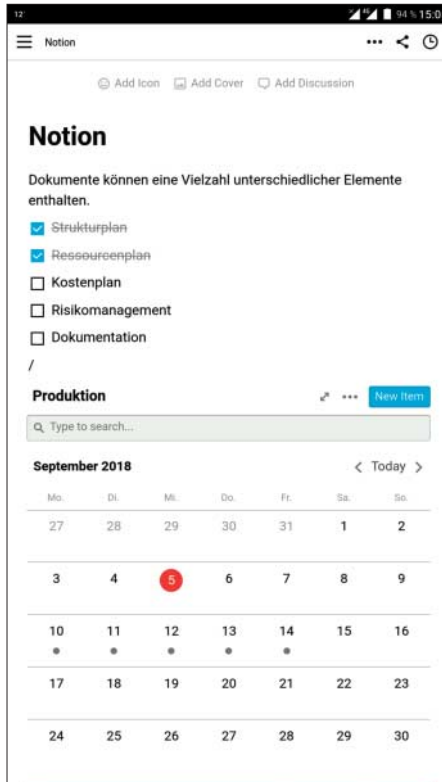 12°
4G 94 % 15:0
Notion
Add Icon Add Cover Add Discussion
Notion
Dokumente können eine Vielzahl unterschiedlicher Elemente
enthalten.
Strukturplan
Ressourcenplan
Kostenplan
Risikomanagement
Dokumentation
/
Produktion New Item
Type to search...
September 2018 Today
Mo. Di. Mi. Do. Fr. Sa. So.
27 28 29 30 31 1 2
3 4 5 6 7 8 9
10 11 12 13 14 15 16
17 18 19 20 21 22 23
24 25 26 27 28 29 30